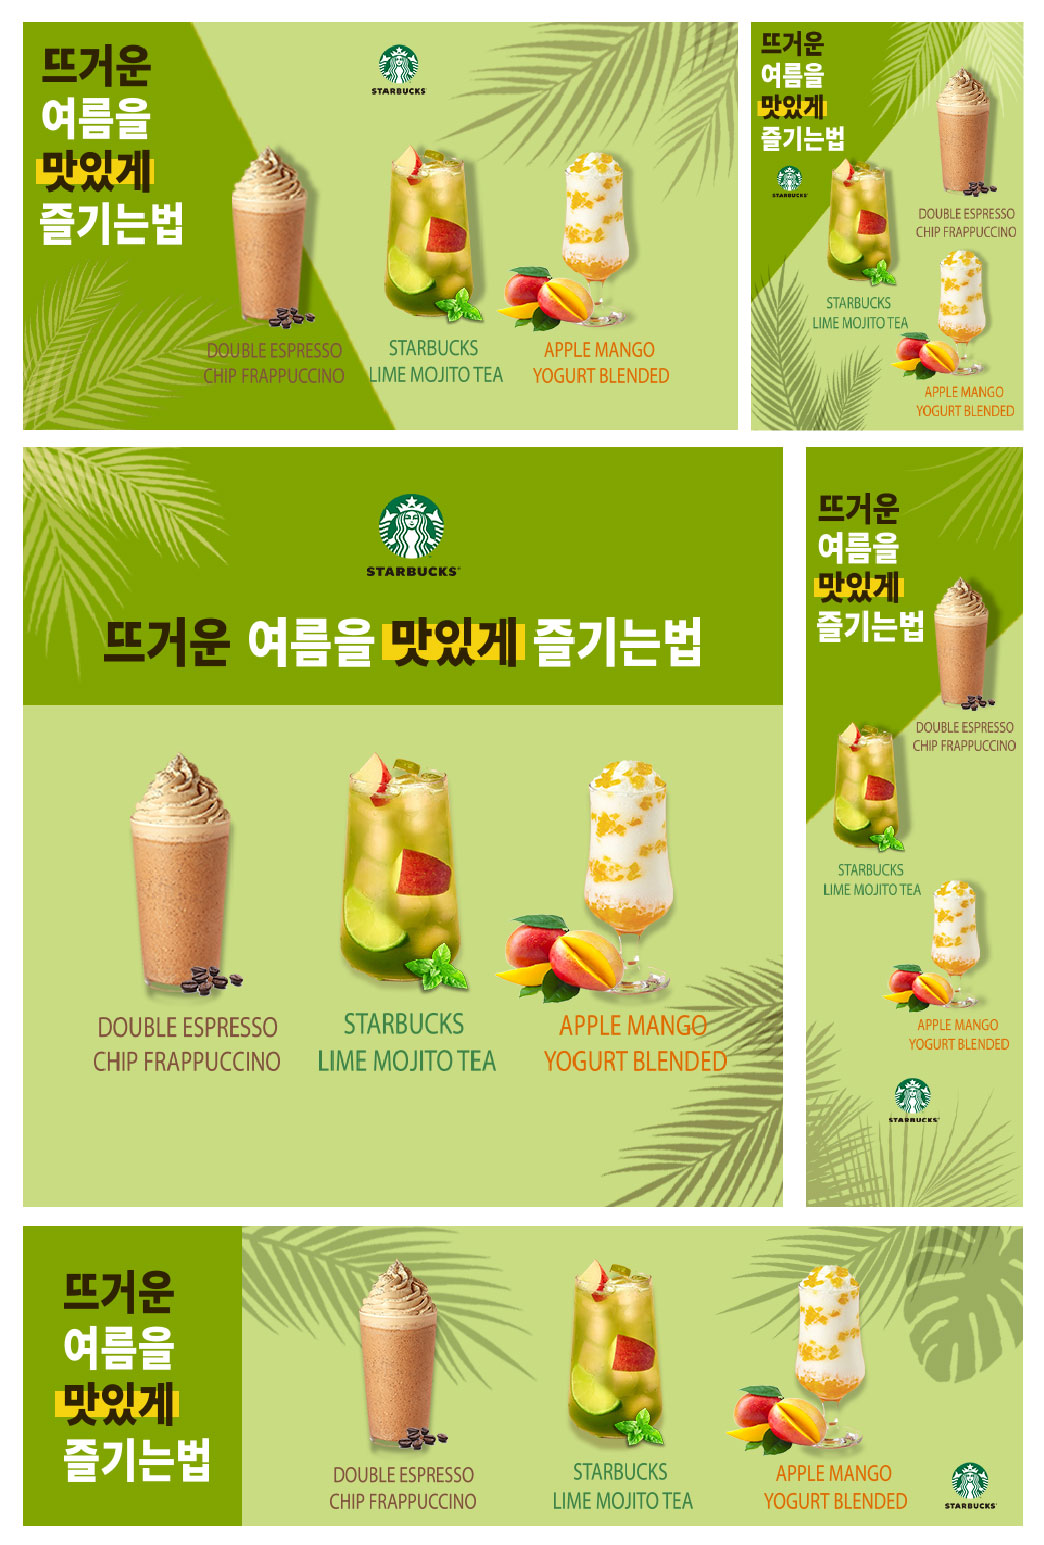 뜨거운
여름을
맛있게
즐기는법
STARBUCKS
DOUBLE ESPRESSO
CHIP FRAPPUCCINO
STARBUCKS
LIME MOJITO TEA
APPLE MANGO
YOGURT BLENDED
뜨거운
여름을
맛있게
즐기는법
STARBUCKS
DOUBLE ESPRESSO
CHIP FRAPPUCCINO
STARBUCKS
LIME MOJITO TEA
APPLE MANGO
YOGURT BLENDED
STARBUCKS
뜨거운 여름을 맛있게 즐기는법
DOUBLE ESPRESSO
CHIP FRAPPUCCINO
STARBUCKS
LIME MOJITO TEA
APPLE MANGO
YOGURT BLENDED
뜨거운
여름을
맛있게
즐기는법
DOUBLE ESPRESSO
CHIP FRAPPUCCINO
STARBUCKS
LIME MOJITO TEA
APPLE MANGO
YOGURT BLENDED
STARBUCKS
뜨거운
여름을
맛있게
즐기는법
DOUBLE ESPRESSO
CHIP FRAPPUCCINO
STARBUCKS
LIME MOJITO TEA
APPLE MANGO
YOGURT BLENDED
STARBUCKS